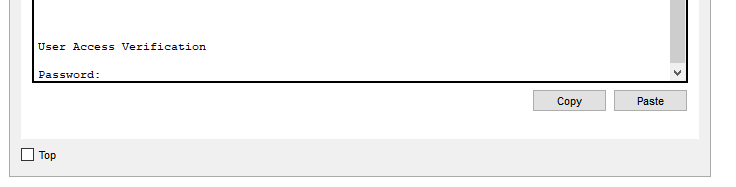 User Access Verification
Password:
Copy Paste
Top